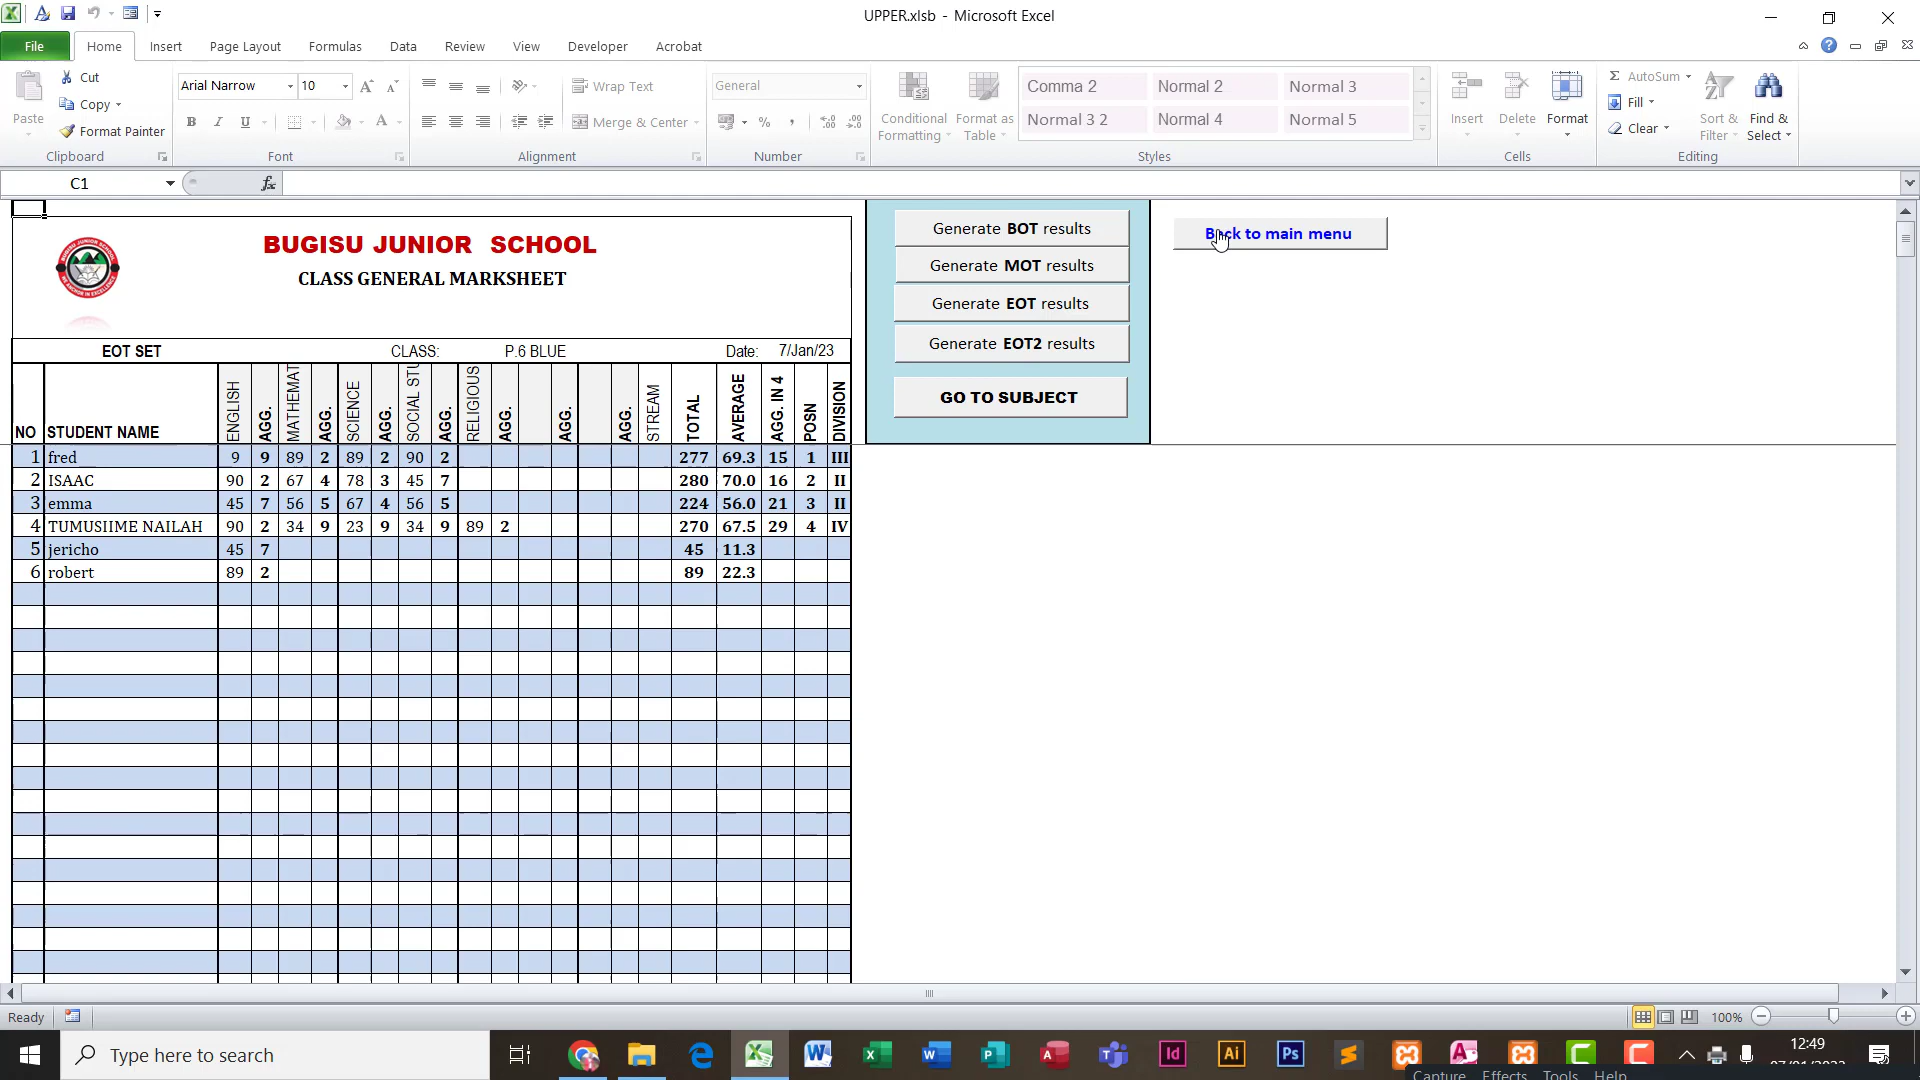 UPPER.xlsb - Microsoft Excel
File Home Insert Page Layout Formulas Data Review View Developer Acrobat
Paste
Cut
Copy
Format Painter
Clipboard
Arial Narrow 10
B I U
Font
Wrap Text
Merge & Center
Alignment
General
% ,
Number
Conditional Formatting
Format as Table
Comma 2 Normal 2 Normal 3
Normal 3 2 Normal 4 Normal 5
Styles
Insert Delete Format
Cells
Σ AutoSum
Fill
Clear
Sort & Filter
Find & Select
Editing
C1
fx
BUGISU JUNIOR SCHOOL
CLASS GENERAL MARKSHEET
EOT SET CLASS: P.6 BLUE Date: 7/Jan/23
NO STUDENT NAME ENGLISH AGG. MATHEMAT AGG. SCIENCE AGG. SOCIAL STU AGG. RELIGIOUS AGG. AGG. AGG. STREAM TOTAL AVERAGE AGG. IN 4 POSN DIVISION
1 fred 9 9 89 2 89 2 90 2 277 69.3 15 1 III
2 ISAAC 90 2 67 4 78 3 45 7 280 70.0 16 2 II
3 emma 45 7 56 5 67 4 56 5 224 56.0 21 3 II
4 TUMUSIIME NAILAH 90 2 34 9 23 9 34 9 89 2 270 67.5 29 4 IV
5 jericho 45 7 45 11.3
6 robert 89 2 89 22.3
Generate BOT results
Generate MOT results
Generate EOT results
Generate EOT2 results
GO TO SUBJECT
Back to main menu
Ready
100%
Type here to search
12:49
Capture Effects Tools Help